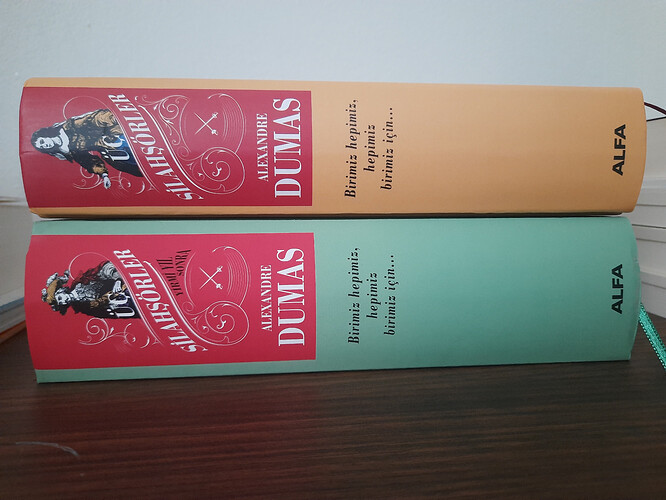 ÜÇ
SİLAHŞÖRLER
ALEXANDRE
DUMAS
Birimiz hepimiz,
hepimiz
birimiz için...
ALFA
ÜÇ
SİLAHŞÖRLER
YİRMİ YIL
SONRA
ALEXANDRE
DUMAS
Birimiz hepimiz,
hepimiz
birimiz için...
ALFA